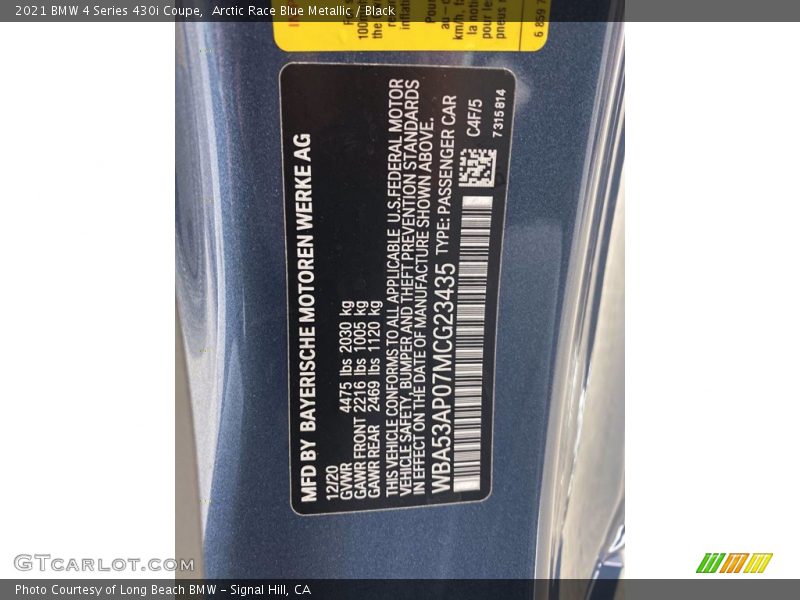 2021 BMW 4 Series 430i Coupe, Arctic Race Blue Metallic / Black
MFD BY BAYERISCHE MOTOREN WERKE AG
12/20
GVWR 4475 lbs 2030 kg
GAWR FRONT 2216 lbs 1005 kg
GAWR REAR 2469 lbs 1120 kg
THIS VEHICLE CONFORMS TO ALL APPLICABLE U.S.FEDERAL MOTOR
VEHICLE SAFETY, BUMPER AND THEFT PREVENTION STANDARDS
IN EFFECT ON THE DATE OF MANUFACTURE SHOWN ABOVE.
WBA53AP07MCG23435 TYPE: PASSENGER CAR
C4F/5
7315814
GTCarlot.com
Photo Courtesy of Long Beach BMW – Signal Hill, CA